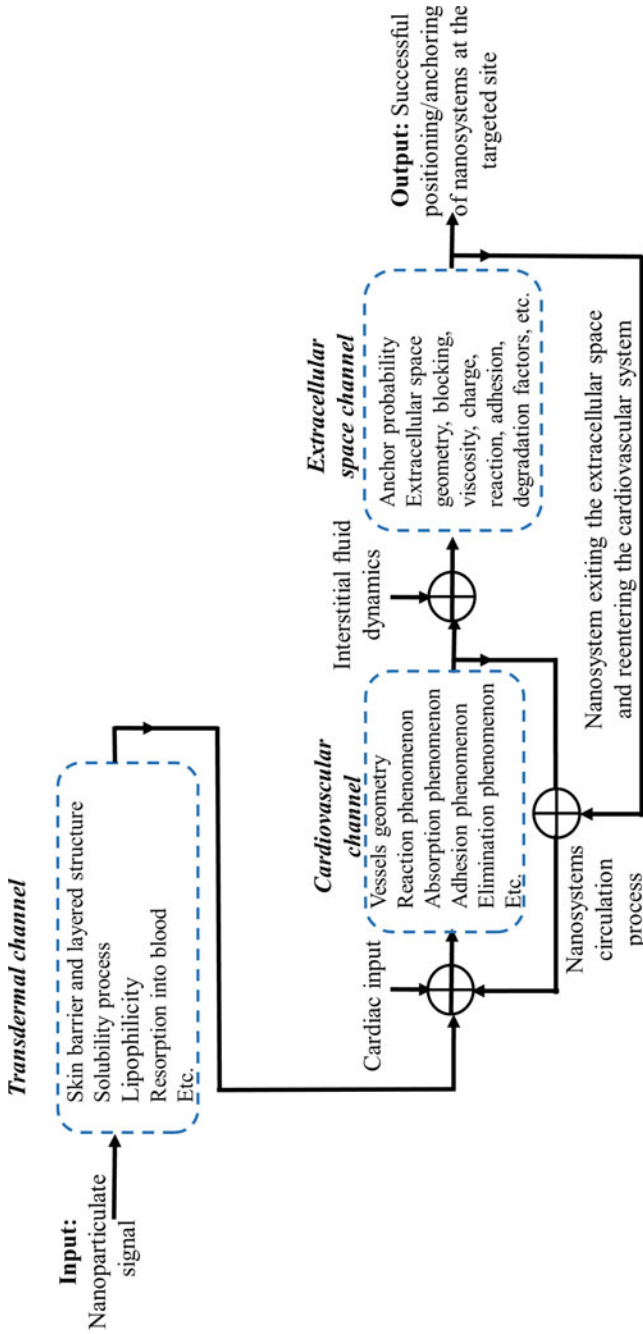 Transdermal channel
Input:
Nanoparticulate
signal
Skin barrier and layered structure
Solubility process
Lipophilicity
Resorption into blood
Etc.
Cardiac input
Cardiovascular
channel
Vessels geometry
Reaction phenomenon
Absorption phenomenon
Adhesion phenomenon
Elimination phenomenon
Etc.
Nanosystems
circulation
process
Interstitial fluid
dynamics
Extracellular
space channel
Anchor probability
Extracellular space
geometry, blocking,
viscosity, charge,
reaction, adhesion,
degradation factors, etc.
Nanosystem exiting the extracellular space
and reentering the cardiovascular system
Output: Successful
positioning/anchoring
of nanosystems at the
targeted site